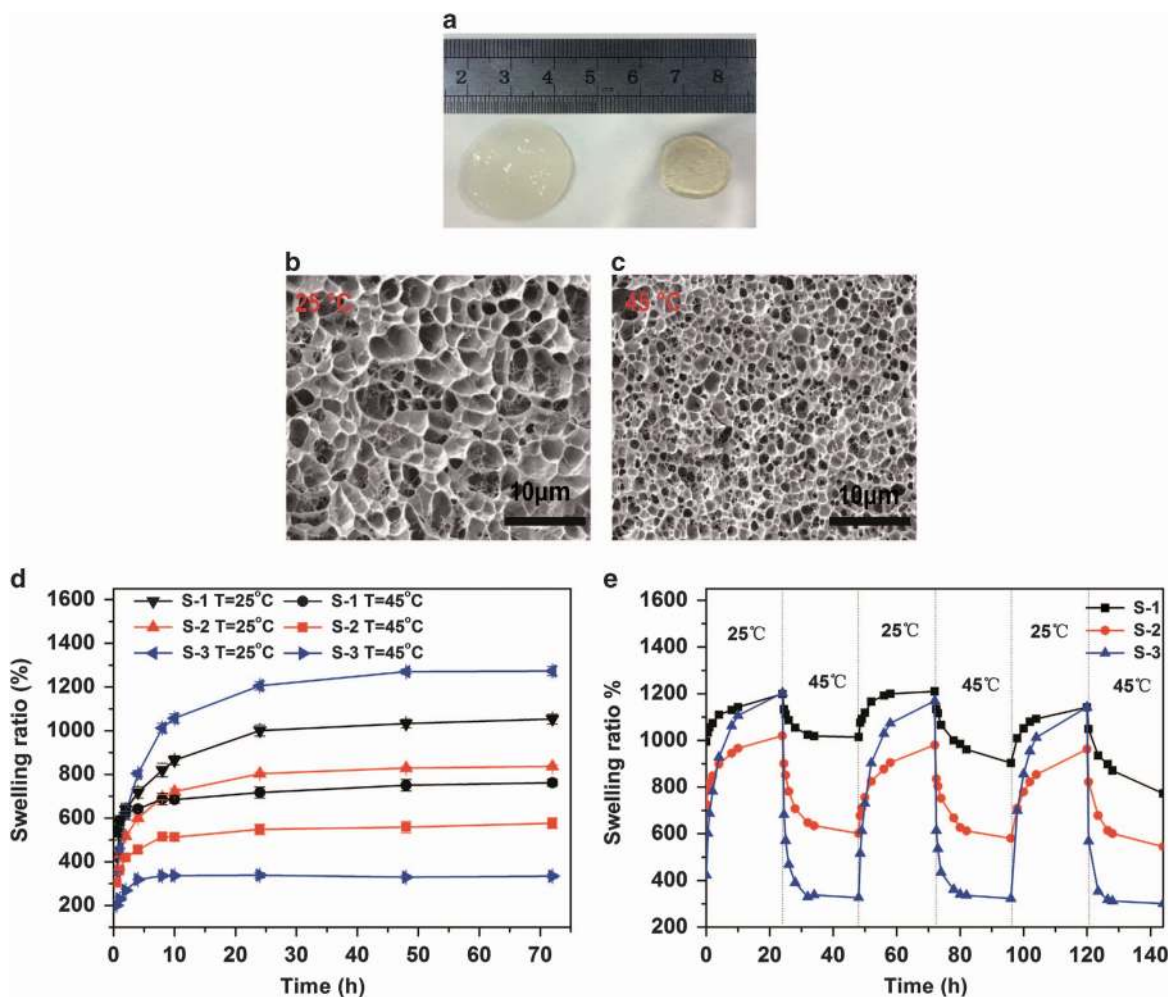 a
2 3 4 5 6 7 8
b
25 °C
10μm
c
45 °C
10μm
d
1600
1400
1200
1000
800
600
400
200
Swelling ratio (%)
S-1 T=25°C
S-2 T=25°C
S-3 T=25°C
S-1 T=45°C
S-2 T=45°C
S-3 T=45°C
0 10 20 30 40 50 60 70
Time (h)
e
1600
1400
1200
1000
800
600
400
200
Swelling ratio %
25℃
45℃
25℃
45℃
25℃
45℃
S-1
S-2
S-3
0 20 40 60 80 100 120 140
Time (h)